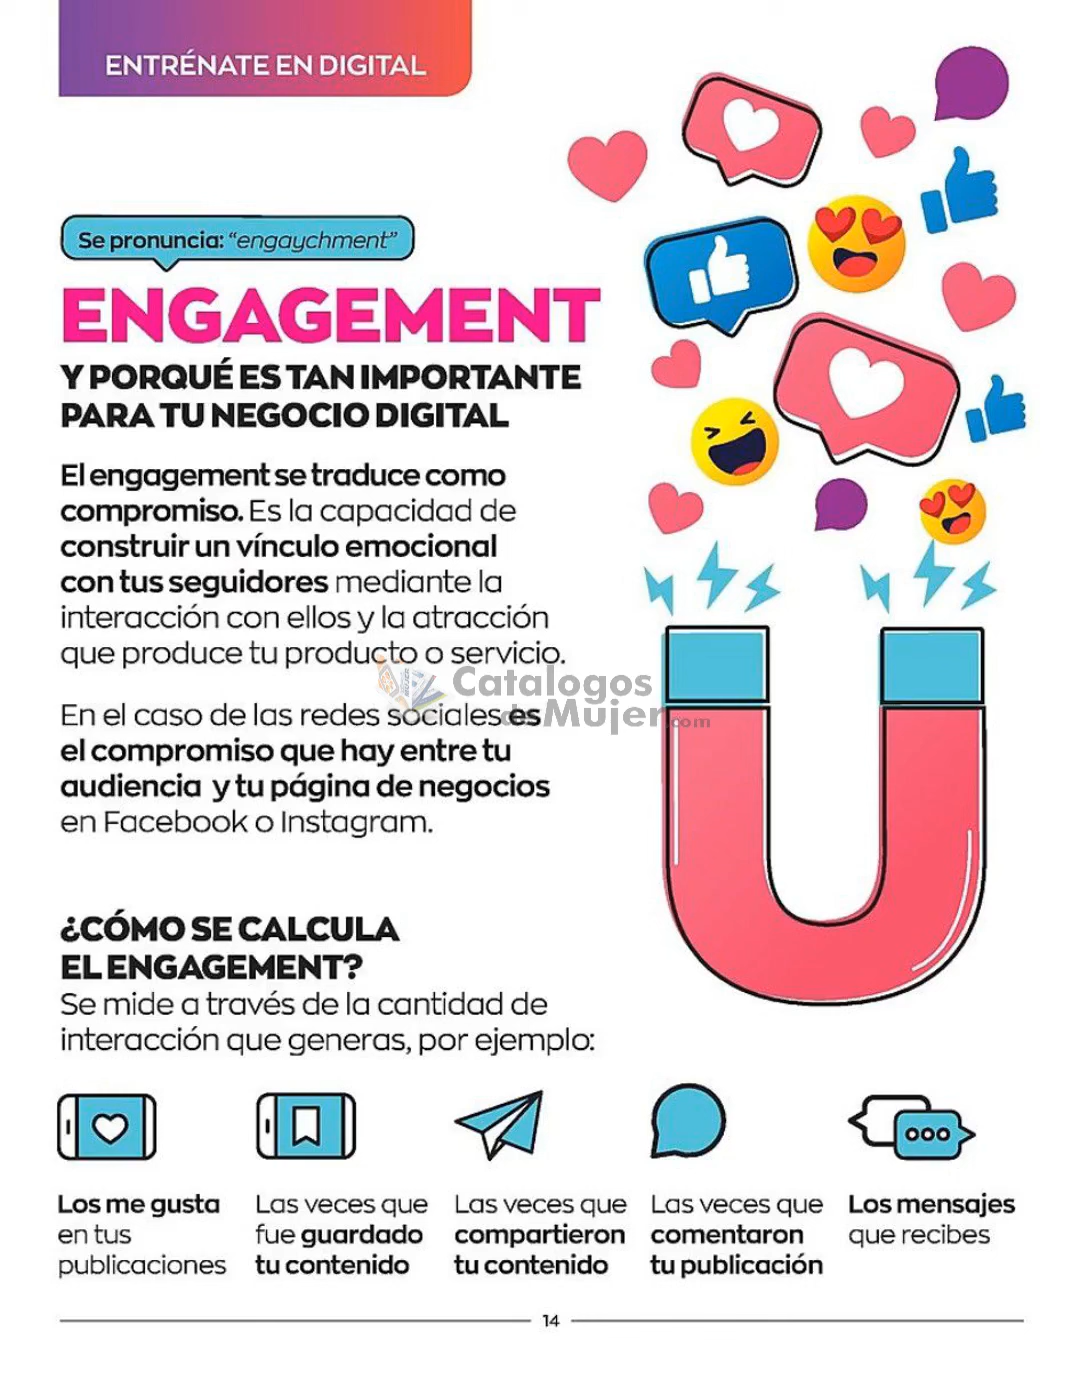 ENTRÉNATE EN DIGITAL
Se pronuncia: “engaychment”
ENGAGEMENT
Y PORQUÉ ES TAN IMPORTANTE
PARA TU NEGOCIO DIGITAL
El engagement se traduce como
compromiso. Es la capacidad de
construir un vínculo emocional
con tus seguidores mediante la
interacción con ellos y la atracción
que produce tu producto o servicio.
Catalogos
deMujer.com
En el caso de las redes sociales es
el compromiso que hay entre tu
audiencia y tu página de negocios
en Facebook o Instagram.
¿CÓMO SE CALCULA
EL ENGAGEMENT?
Se mide a través de la cantidad de
interacción que generas, por ejemplo:
Los me gusta
en tus
publicaciones
Las veces que
fue guardado
tu contenido
Las veces que
compartieron
tu contenido
Las veces que
comentaron
tu publicación
Los mensajes
que recibes
14